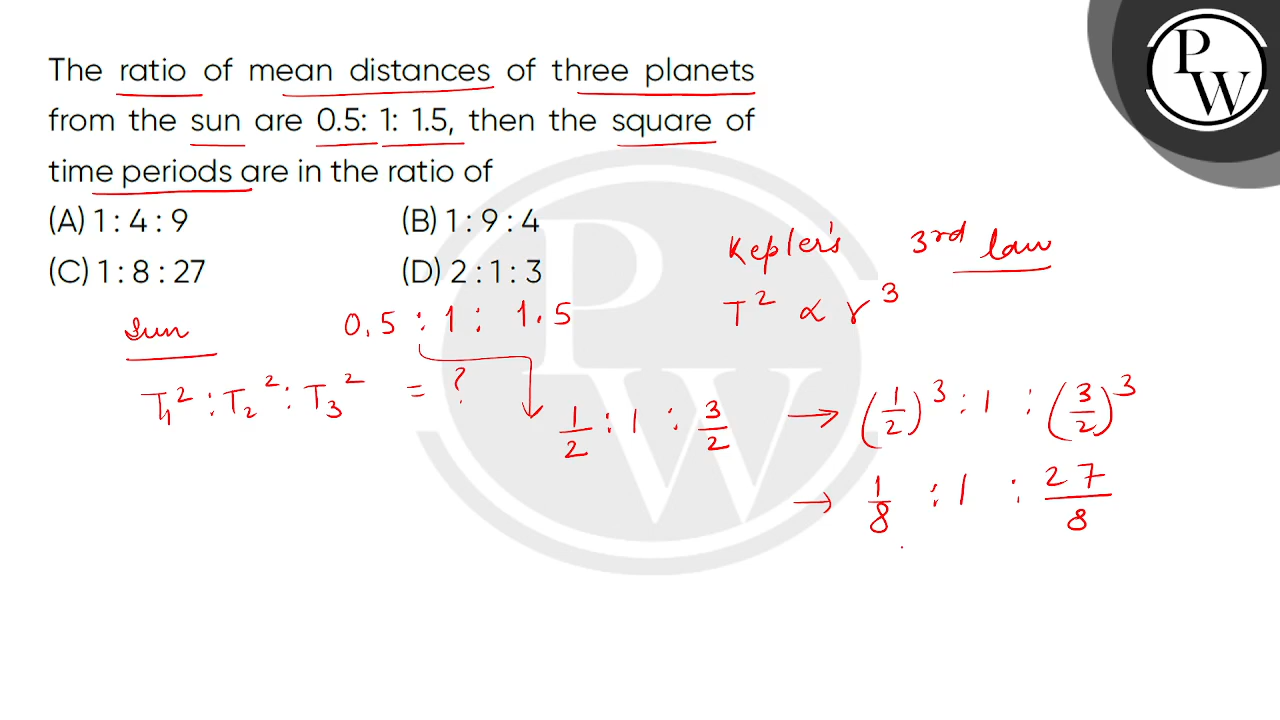 The ratio of mean distances of three planets
from the sun are 0.5: 1: 1.5, then the square of
time periods are in the ratio of
(A) 1 : 4 : 9 (B) 1 : 9 : 4
(C) 1 : 8 : 27 (D) 2 : 1 : 3
PW
Kepler's 3rd law
T² ∝ r³
Sun 0.5 : 1 : 1.5
T₁² : T₂² : T₃² = ?
1/2 : 1 : 3/2 → (1/2)³ : 1 : (3/2)³
→ 1/8 : 1 : 27/8
PW